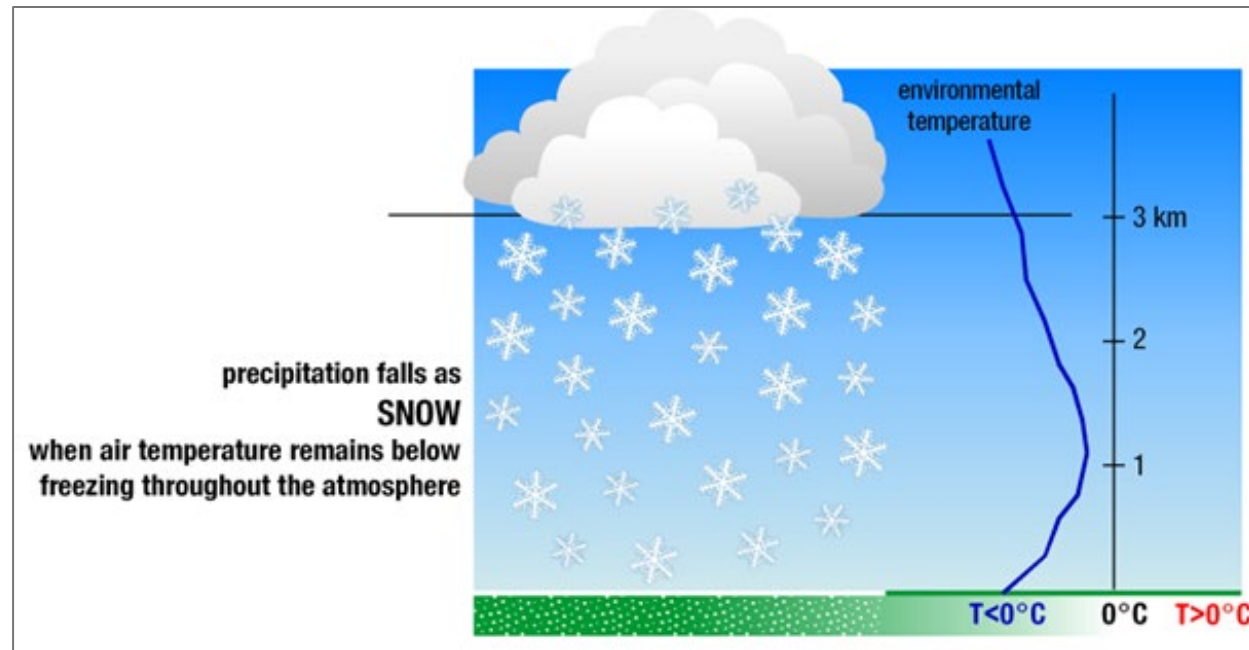 environmental
temperature
3 km
2
precipitation falls as
SNOW
when air temperature remains below
freezing throughout the atmosphere
1
T<0°C 0°C T>0°C